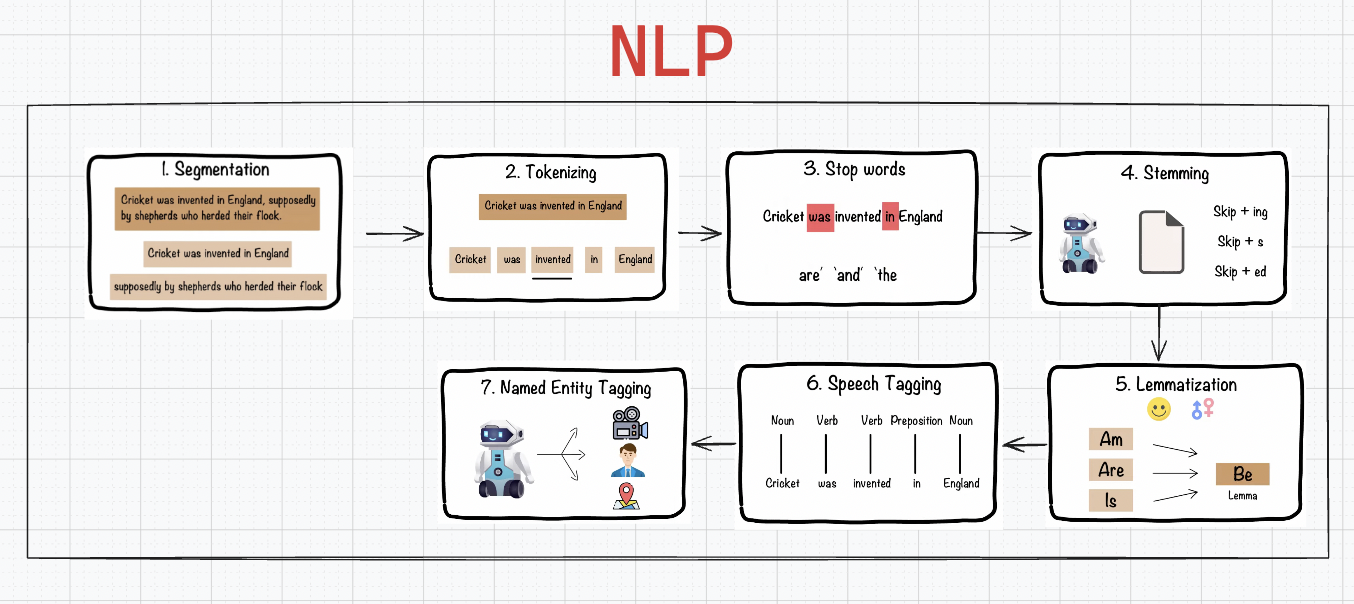 NLP
1. Segmentation
Cricket was invented in England, supposedly
by shepherds who herded their flock.
Cricket was invented in England
supposedly by shepherds who herded their flock
2. Tokenizing
Cricket was invented in England
Cricket was invented in England
3. Stop words
Cricket was invented in England
are' 'and' 'the
4. Stemming
Skip + ing
Skip + s
Skip + ed
5. Lemmatization
Am
Are
Is
Be
Lemma
6. Speech Tagging
Noun Verb Verb Preposition Noun
Cricket was invented in England
7. Named Entity Tagging